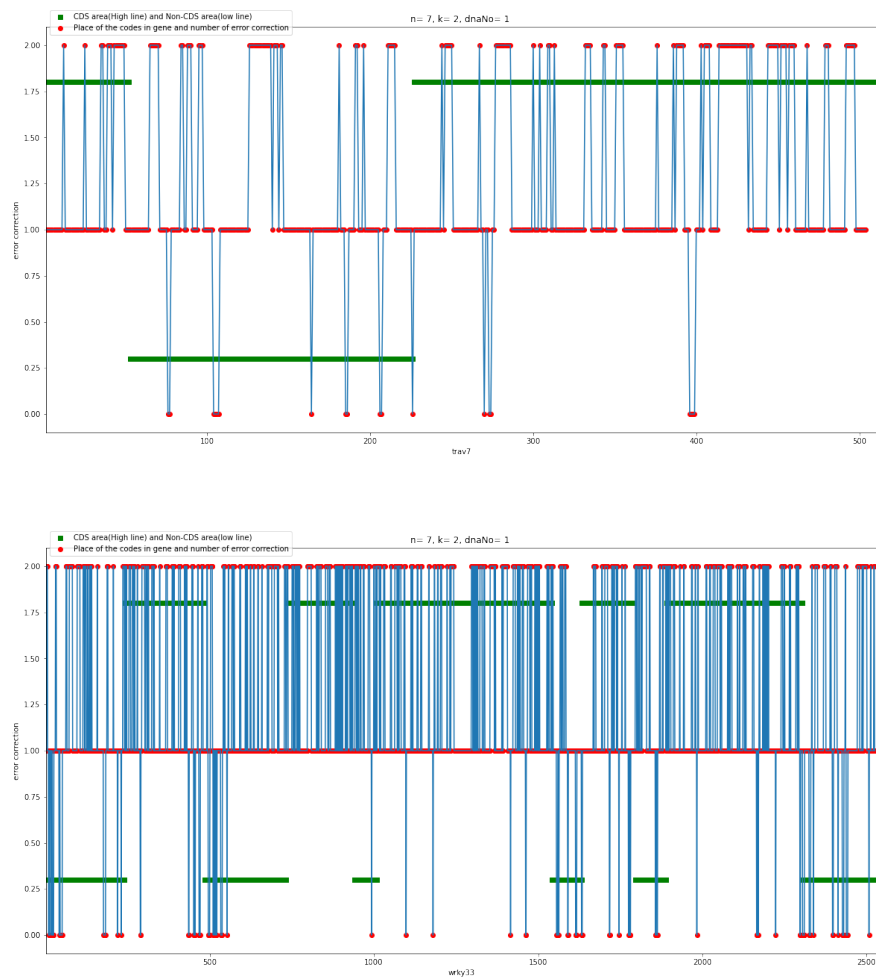 n= 7, k= 2, dnaNo= 1
CDS area(High line) and Non-CDS area(low line)
Place of the codes in gene and number of error correction
2.00
1.75
1.50
1.25
1.00
0.75
0.50
0.25
0.00
error correction
100 200 300 400 500
trav7
n= 7, k= 2, dnaNo= 1
CDS area(High line) and Non-CDS area(low line)
Place of the codes in gene and number of error correction
2.00
1.75
1.50
1.25
1.00
0.75
0.50
0.25
0.00
error correction
500 1000 1500 2000 2500
wrky33